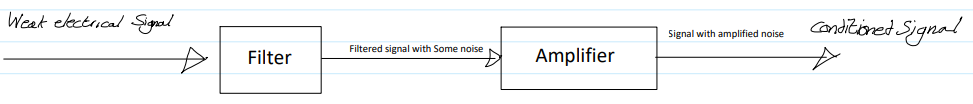 Weak electrical Signal
Filter
Filtered signal with Some noise
Amplifier
Signal with amplified noise
Conditioned Signal